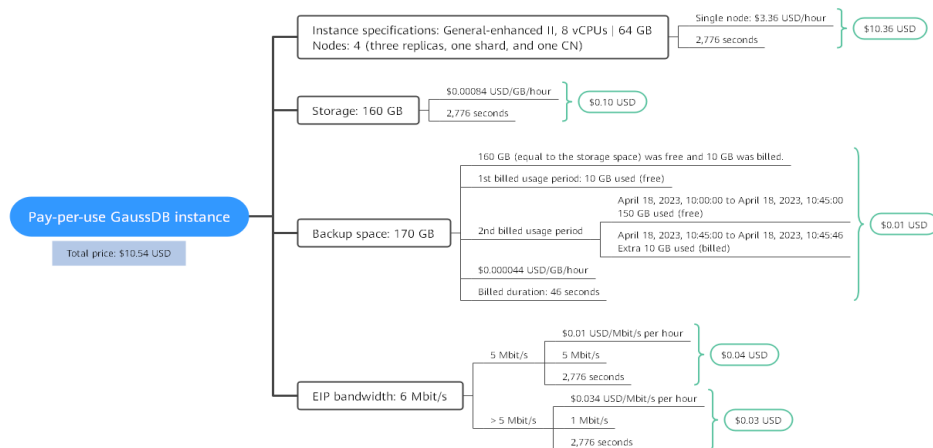 Pay-per-use GaussDB instance
Total price: $10.54 USD
Instance specifications: General-enhanced II, 8 vCPUs | 64 GB
Nodes: 4 (three replicas, one shard, and one CN)
Single node: $3.36 USD/hour
2,776 seconds
$10.36 USD
Storage: 160 GB
$0.00084 USD/GB/hour
2,776 seconds
$0.10 USD
Backup space: 170 GB
160 GB (equal to the storage space) was free and 10 GB was billed.
1st billed usage period: 10 GB used (free)
2nd billed usage period
April 18, 2023, 10:00:00 to April 18, 2023, 10:45:00
150 GB used (free)
April 18, 2023, 10:45:00 to April 18, 2023, 10:45:46
Extra 10 GB used (billed)
$0.000044 USD/GB/hour
Billed duration: 46 seconds
$0.01 USD
EIP bandwidth: 6 Mbit/s
5 Mbit/s
$0.01 USD/Mbit/s per hour
5 Mbit/s
2,776 seconds
$0.04 USD
> 5 Mbit/s
$0.034 USD/Mbit/s per hour
1 Mbit/s
2,776 seconds
$0.03 USD